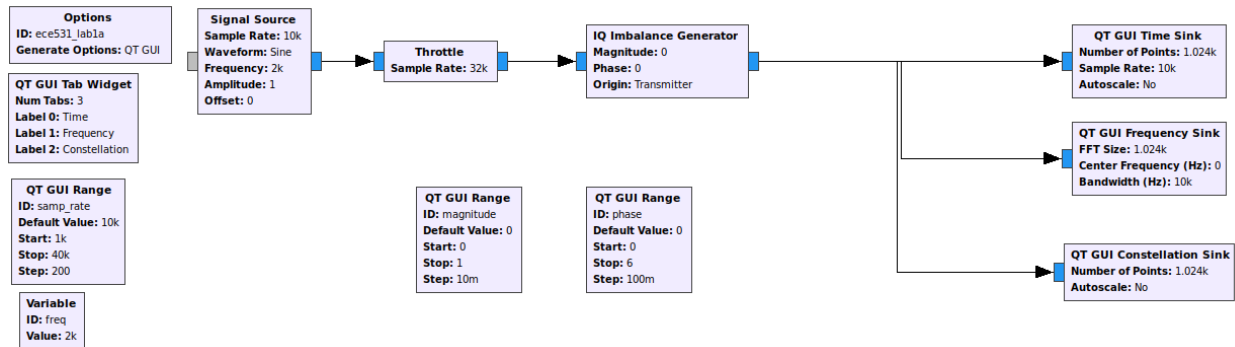 Options
ID: ece531_lab1a
Generate Options: QT GUI
QT GUI Tab Widget
Num Tabs: 3
Label 0: Time
Label 1: Frequency
Label 2: Constellation
QT GUI Range
ID: samp_rate
Default Value: 10k
Start: 1k
Stop: 40k
Step: 200
Variable
ID: freq
Value: 2k
Signal Source
Sample Rate: 10k
Waveform: Sine
Frequency: 2k
Amplitude: 1
Offset: 0
Throttle
Sample Rate: 32k
IQ Imbalance Generator
Magnitude: 0
Phase: 0
Origin: Transmitter
QT GUI Range
ID: magnitude
Default Value: 0
Start: 0
Stop: 1
Step: 10m
QT GUI Range
ID: phase
Default Value: 0
Start: 0
Stop: 6
Step: 100m
QT GUI Time Sink
Number of Points: 1.024k
Sample Rate: 10k
Autoscale: No
QT GUI Frequency Sink
FFT Size: 1.024k
Center Frequency (Hz): 0
Bandwidth (Hz): 10k
QT GUI Constellation Sink
Number of Points: 1.024k
Autoscale: No